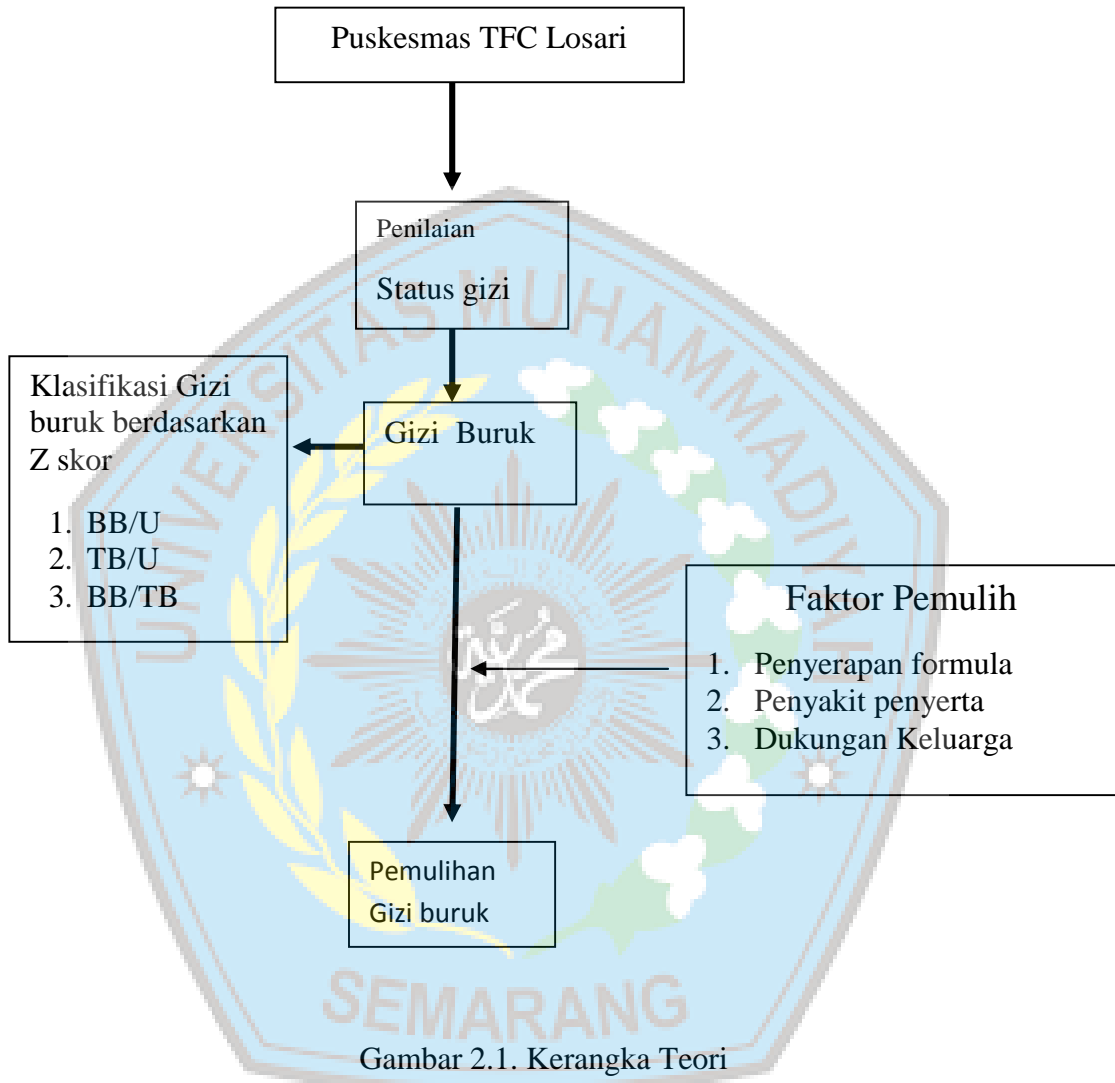 Puskesmas TFC Losari
Penilaian
Status gizi
Klasifikasi Gizi
buruk berdasarkan
Z skor
1. BB/U
2. TB/U
3. BB/TB
Gizi Buruk
Faktor Pemulih
1. Penyerapan formula
2. Penyakit penyerta
3. Dukungan Keluarga
Pemulihan
Gizi buruk
UNIVERSITAS MUHAMMADIYAH
SEMARANG
Gambar 2.1. Kerangka Teori